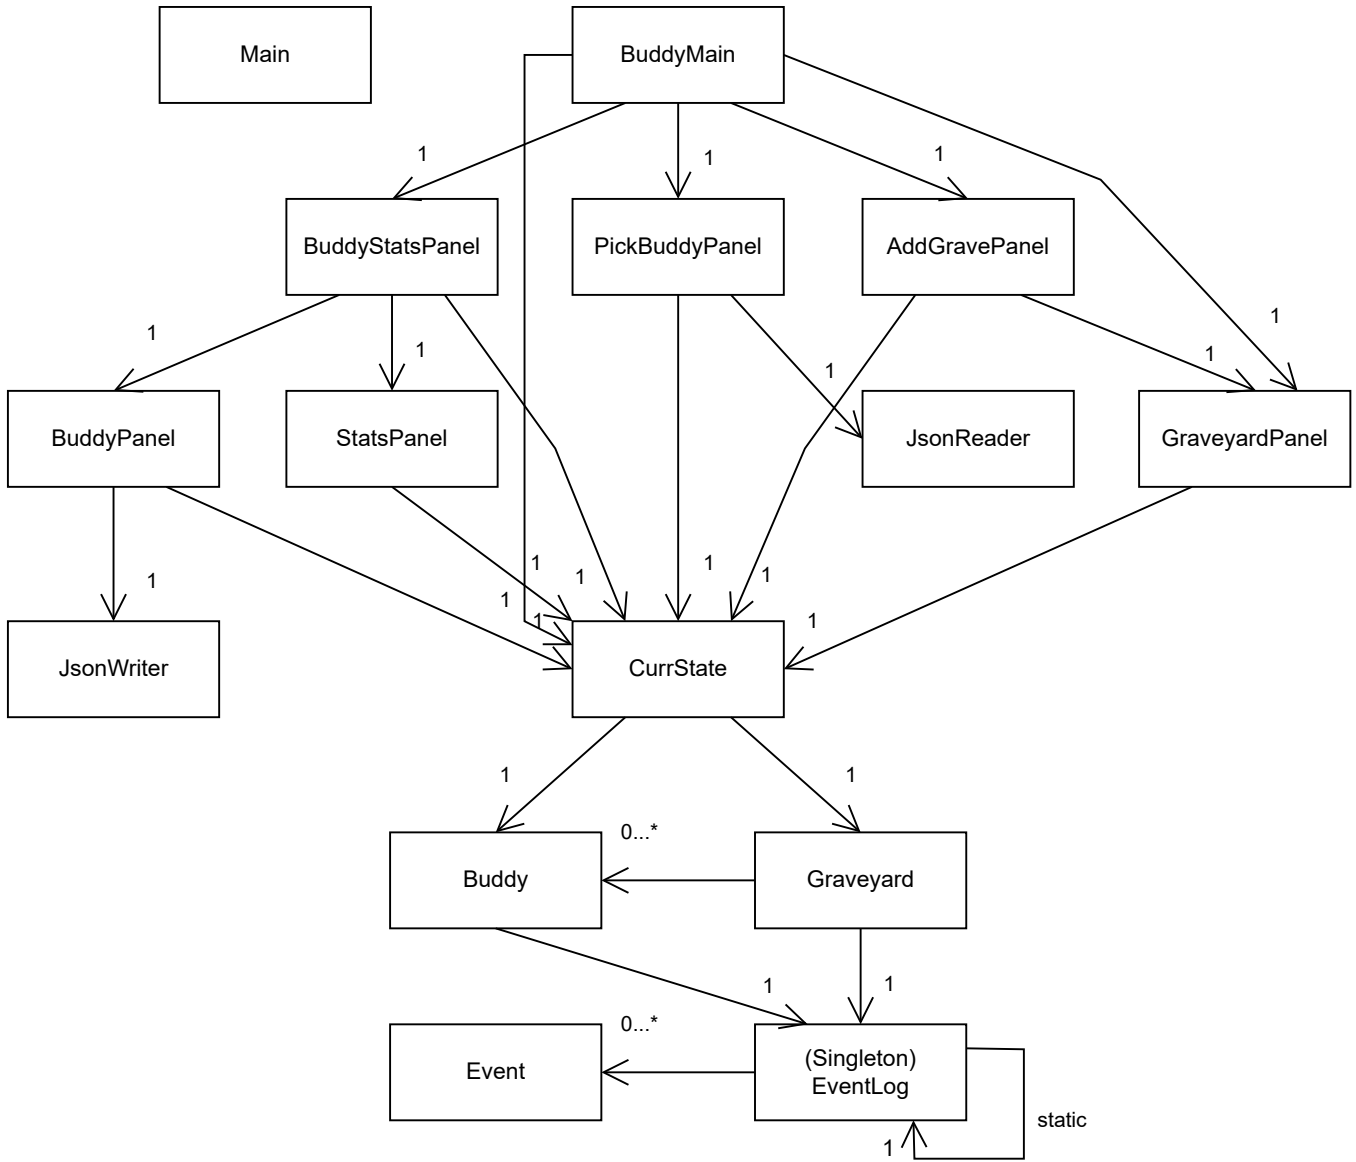 Main
BuddyMain
1
1
1
BuddyStatsPanel
PickBuddyPanel
AddGravePanel
1
1
1
1
1
BuddyPanel
StatsPanel
JsonReader
GraveyardPanel
1
1
1
1
1
1
1
1
JsonWriter
CurrState
1
1
0...*
Buddy
Graveyard
1
1
0...*
Event
(Singleton)
EventLog
static
1